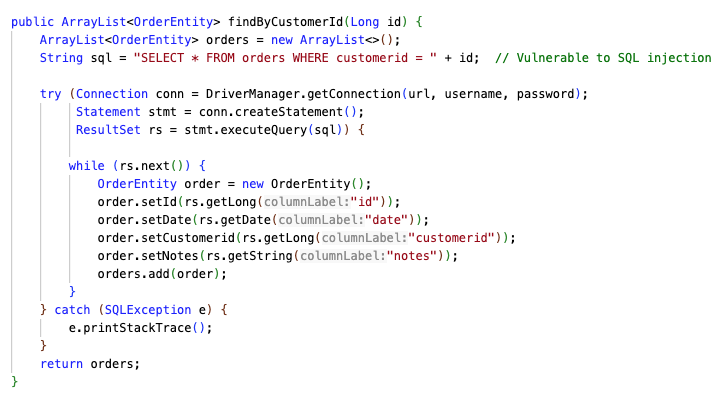 public ArrayList<OrderEntity> findByCustomerId(Long id) {
    ArrayList<OrderEntity> orders = new ArrayList<>();
    String sql = "SELECT * FROM orders WHERE customerid = " + id;  // Vulnerable to SQL injection

    try (Connection conn = DriverManager.getConnection(url, username, password);
         Statement stmt = conn.createStatement();
         ResultSet rs = stmt.executeQuery(sql)) {

        while (rs.next()) {
            OrderEntity order = new OrderEntity();
            order.setId(rs.getLong(columnLabel:"id"));
            order.setDate(rs.getDate(columnLabel:"date"));
            order.setCustomerid(rs.getLong(columnLabel:"customerid"));
            order.setNotes(rs.getString(columnLabel:"notes"));
            orders.add(order);
        }
    } catch (SQLException e) {
        e.printStackTrace();
    }
    return orders;
}